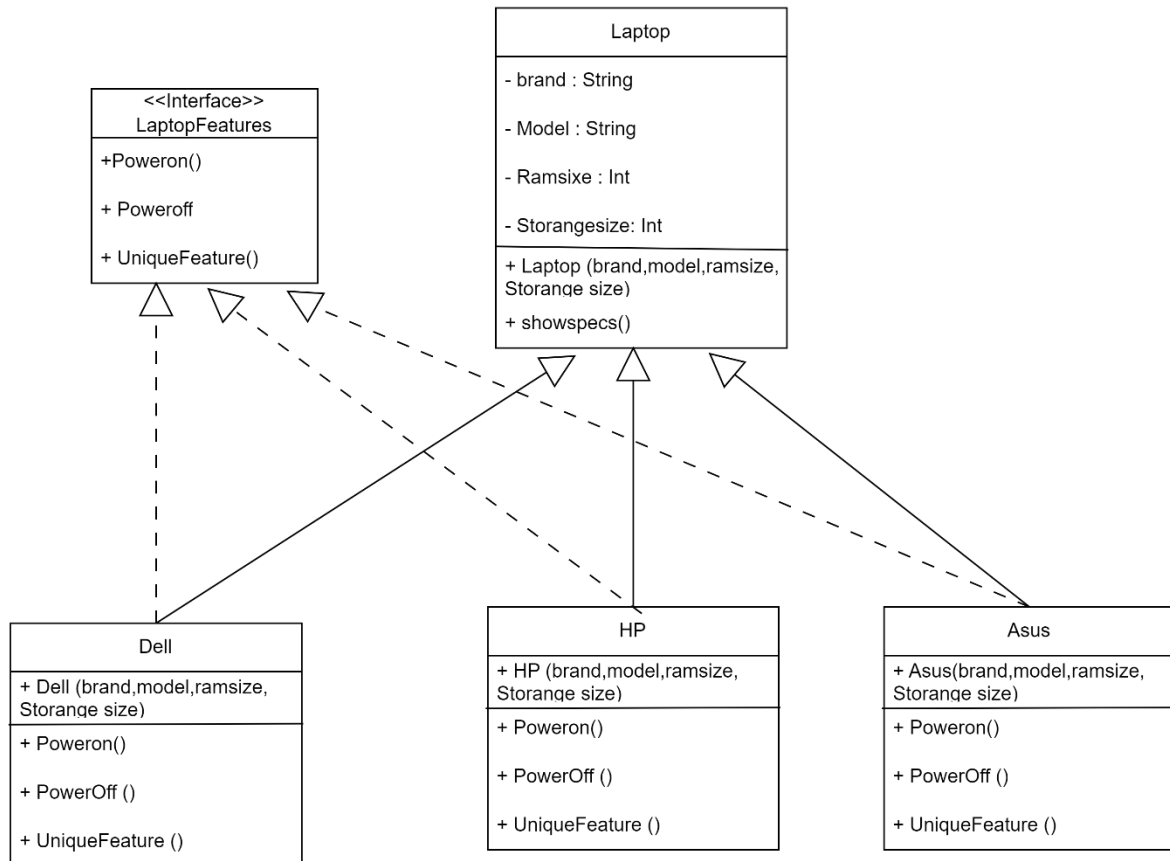 <<Interface>>
LaptopFeatures
+Poweron()
+ Poweroff
+ UniqueFeature()
Laptop
- brand : String
- Model : String
- Ramsixe : Int
- Storangesize: Int
+ Laptop (brand,model,ramsize,
Storange size)
+ showspecs()
Dell
+ Dell (brand,model,ramsize,
Storange size)
+ Poweron()
+ PowerOff ()
+ UniqueFeature ()
HP
+ HP (brand,model,ramsize,
Storange size)
+ Poweron()
+ PowerOff ()
+ UniqueFeature ()
Asus
+ Asus(brand,model,ramsize,
Storange size)
+ Poweron()
+ PowerOff ()
+ UniqueFeature ()